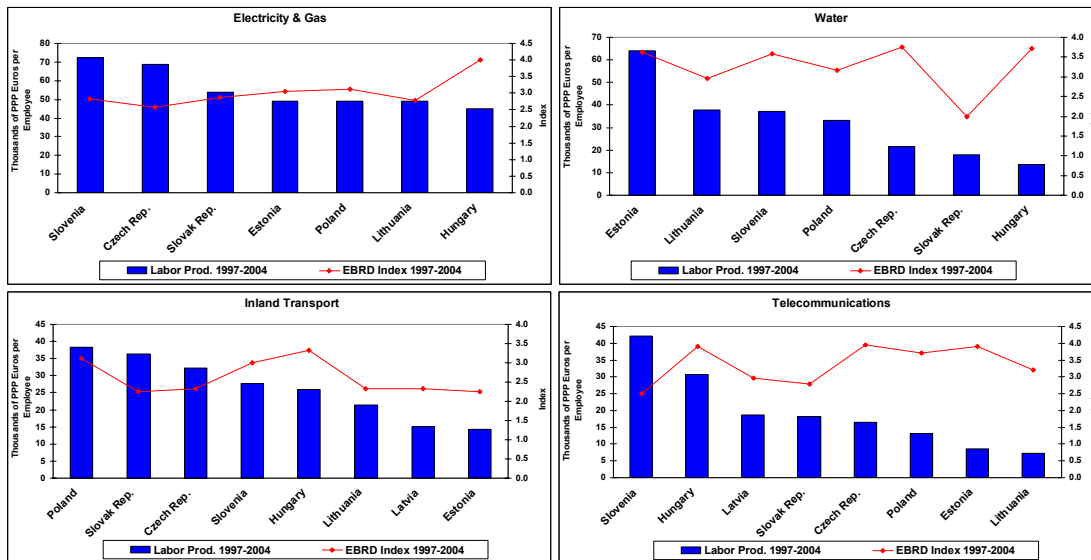 Electricity & Gas
Thousands of PPP Euros per
Employee
80
70
60
50
40
30
20
10
0
4.5
4.0
3.5
3.0
2.5
2.0
1.5
1.0
0.5
0.0
Index
Slovenia
Czech Rep.
Slovak Rep.
Estonia
Poland
Lithuania
Hungary
Labor Prod. 1997-2004
EBRD Index 1997-2004
Water
Thousands of PPP Euros per
Employee
70
60
50
40
30
20
10
0
4.0
3.5
3.0
2.5
2.0
1.5
1.0
0.5
0.0
Estonia
Lithuania
Slovenia
Poland
Czech Rep.
Slovak Rep.
Hungary
Labor Prod. 1997-2004
EBRD Index 1997-2004
Inland Transport
Thousands of PPP Euros per
Employee
45
40
35
30
25
20
15
10
5
0
4.0
3.5
3.0
2.5
2.0
1.5
1.0
0.5
0.0
Index
Poland
Slovak Rep.
Czech Rep.
Slovenia
Hungary
Lithuania
Latvia
Estonia
Labor Prod. 1997-2004
EBRD Index 1997-2004
Telecommunications
Thousands of PPP Euros per
Employee
45
40
35
30
25
20
15
10
5
0
4.5
4.0
3.5
3.0
2.5
2.0
1.5
1.0
0.5
0.0
Slovenia
Hungary
Latvia
Slovak Rep.
Czech Rep.
Poland
Estonia
Lithuania
Labor Prod. 1997-2004
EBRD Index 1997-2004